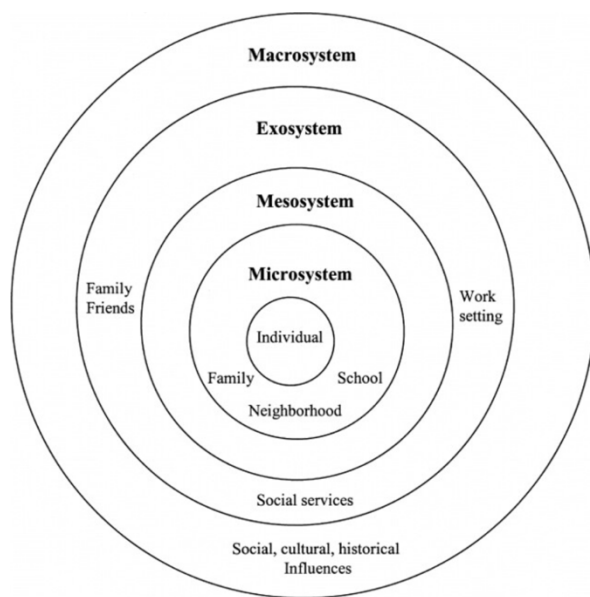 Macrosystem
Exosystem
Mesosystem
Microsystem
Family
Friends
Work
setting
Individual
Family
School
Neighborhood
Social services
Social, cultural, historical
Influences